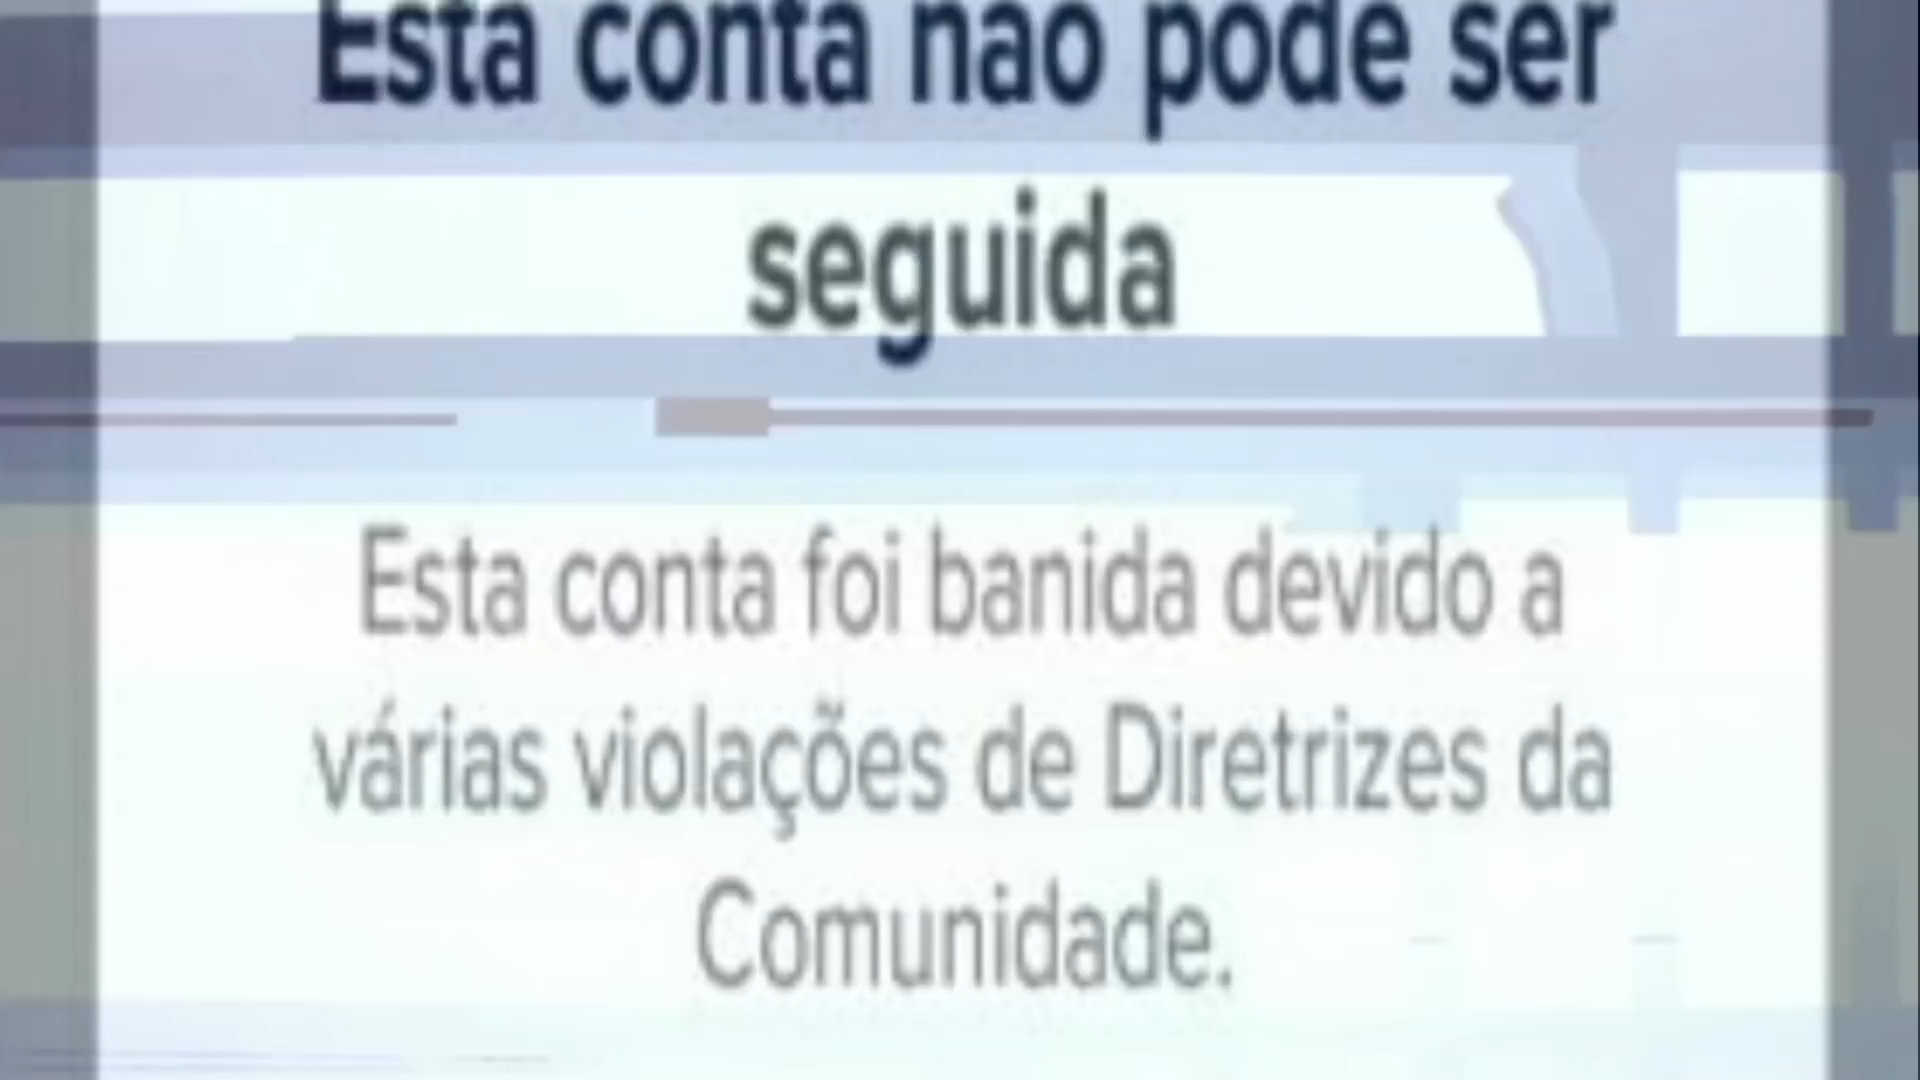 Esta conta não pode ser
seguida
Esta conta foi banida devido a
várias violações de Diretrizes da
Comunidade.